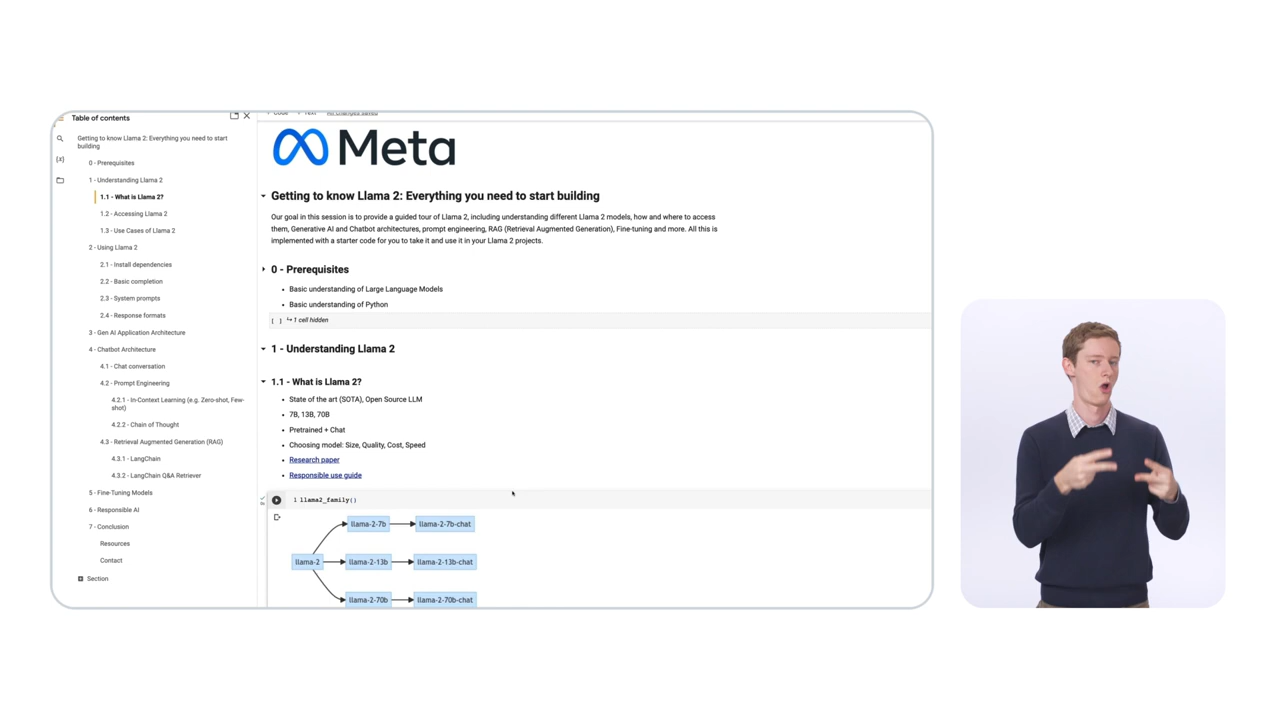 Table of contents
Getting to know Llama 2: Everything you need to start
building
0 - Prerequisites
1 - Understanding Llama 2
1.1 - What is Llama 2?
1.2 - Accessing Llama 2
1.3 - Use Cases of Llama 2
2 - Using Llama 2
2.1 - Install dependencies
2.2 - Basic completion
2.3 - System prompts
2.4 - Response formats
3 - Gen AI Application Architecture
4 - Chatbot Architecture
4.1 - Chat conversation
4.2 - Prompt Engineering
4.2.1 - In-Context Learning (e.g. Zero-shot, Few-
shot)
4.2.2 - Chain of Thought
4.3 - Retrieval Augmented Generation (RAG)
4.3.1 - LangChain
4.3.2 - LangChain Q&A Retriever
5 - Fine-Tuning Models
6 - Responsible AI
7 - Conclusion
Resources
Contact
Section
+ Code + Text All changes saved
Meta
Getting to know Llama 2: Everything you need to start building
Our goal in this session is to provide a guided tour of Llama 2, including understanding different Llama 2 models, how and where to access
them, Generative AI and Chatbot architectures, prompt engineering, RAG (Retrieval Augmented Generation), Fine-tuning and more. All this is
implemented with a starter code for you to take it and use it in your Llama 2 projects.
0 - Prerequisites
• Basic understanding of Large Language Models
• Basic understanding of Python
[ ] ↳ 1 cell hidden
1 - Understanding Llama 2
1.1 - What is Llama 2?
• State of the art (SOTA), Open Source LLM
• 7B, 13B, 70B
• Pretrained + Chat
• Choosing model: Size, Quality, Cost, Speed
• Research paper
• Responsible use guide
1 llama2_family()
llama-2-7b llama-2-7b-chat
llama-2 llama-2-13b llama-2-13b-chat
llama-2-70b llama-2-70b-chat